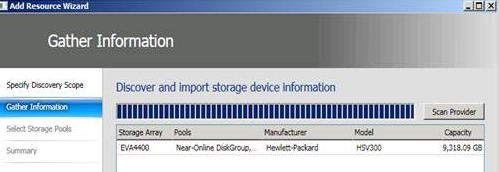 Add Resource Wizard
Gather Information
Specify Discovery Scope
Gather Information
Select Storage Pools
Summary
Discover and import storage device information
Scan Provider
Storage Array Pools Manufacturer Model Capacity
EVA4400 Near-Online DiskGroup,... Hewlett-Packard HSV300 9,318.09 GB